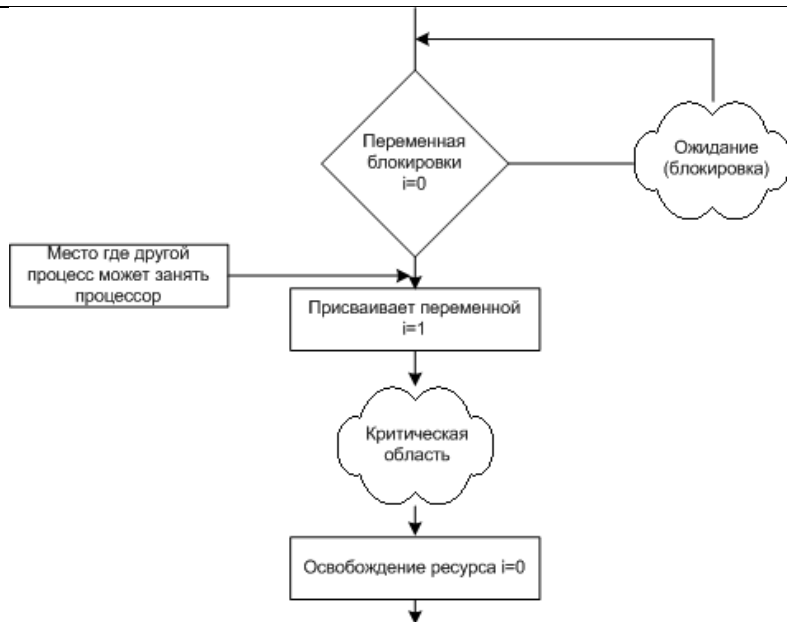 Переменная
блокировки
i=0
Ожидание
(блокировка)
Место где другой
процесс может занять
процессор
Присваивает переменной
i=1
Критическая
область
Освобождение ресурса i=0